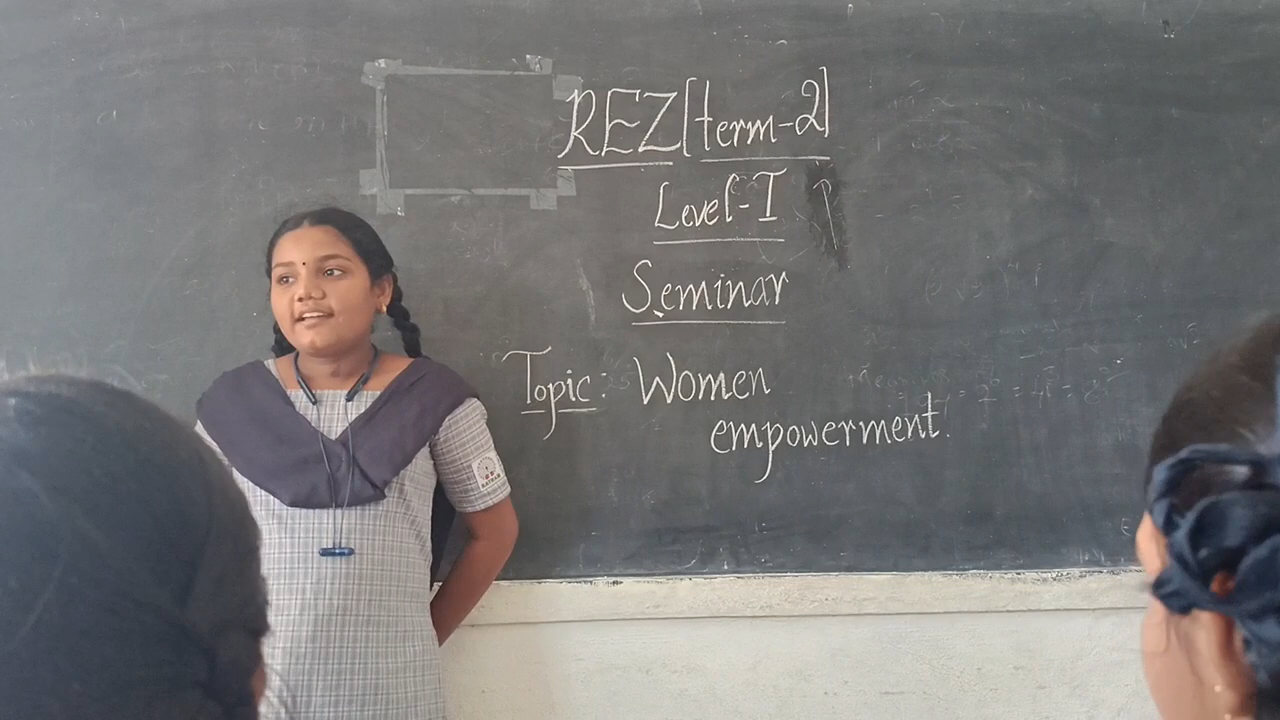 REZ[term-2]
Level-I
Seminar
Topic: Women
empowerment.